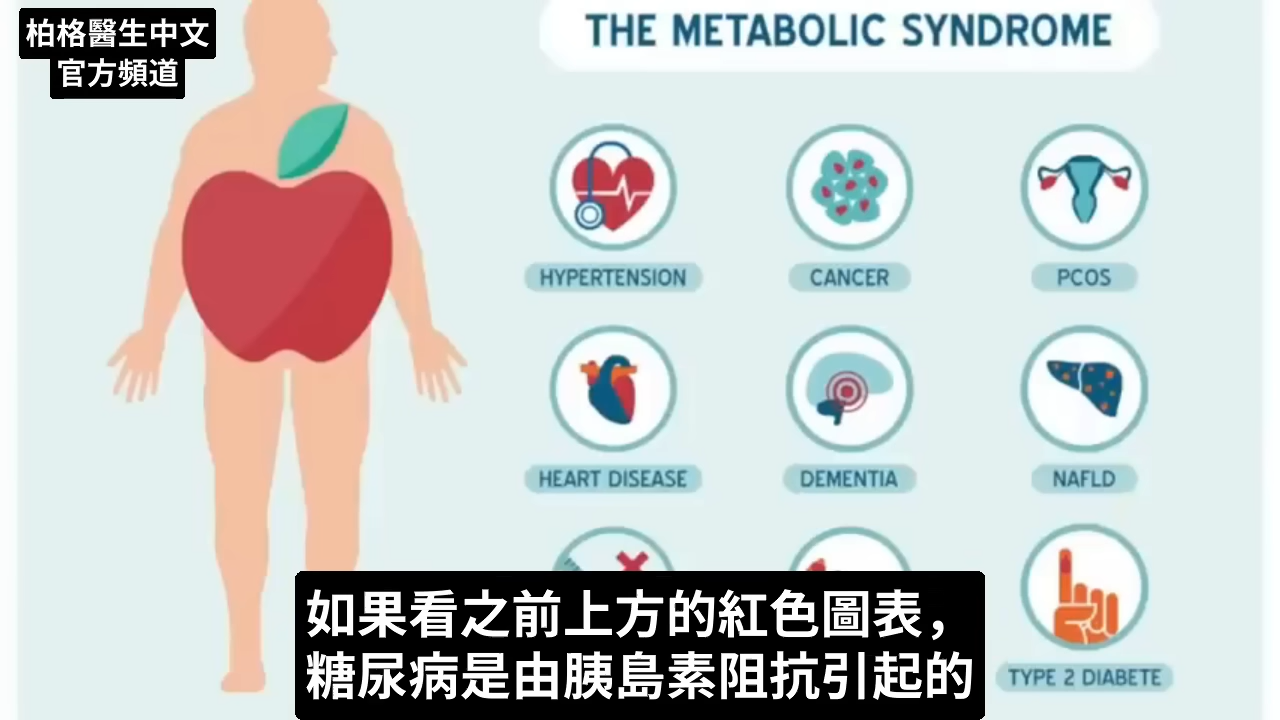 柏格醫生中文
官方頻道
THE METABOLIC SYNDROME
HYPERTENSION
CANCER
PCOS
HEART DISEASE
DEMENTIA
NAFLD
TYPE 2 DIABETE
如果看之前上方的紅色圖表，
糖尿病是由胰島素阻抗引起的